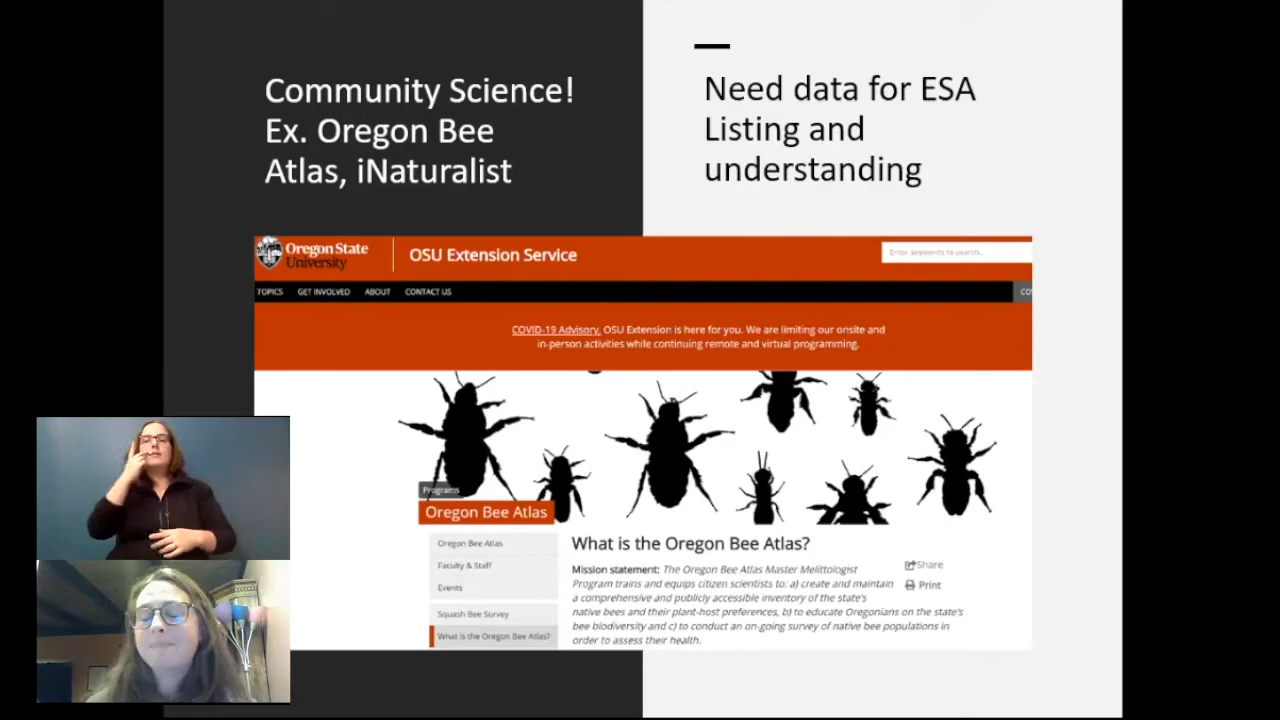 Community Science!
Ex. Oregon Bee
Atlas, iNaturalist
Need data for ESA
Listing and
understanding
Oregon State
University
OSU Extension Service
Enter keywords to search..
TOPICS GET INVOLVED ABOUT CONTACT US
COVID-19 Advisory. OSU Extension is here for you. We are limiting our onsite and
in-person activities while continuing remote and virtual programming.
Programs
Oregon Bee Atlas
Oregon Bee Atlas
Faculty & Staff
Events
Squash Bee Survey
What is the Oregon Bee Atlas?
What is the Oregon Bee Atlas?
Mission statement: The Oregon Bee Atlas Master Melittologist
Program trains and equips citizen scientists to: a) create and maintain
a comprehensive and publicly accessible inventory of the state's
native bees and their plant-host preferences, b) to educate Oregonians on the state's
bee biodiversity and c) to conduct an on-going survey of native bee populations in
order to assess their health.
Share
Print